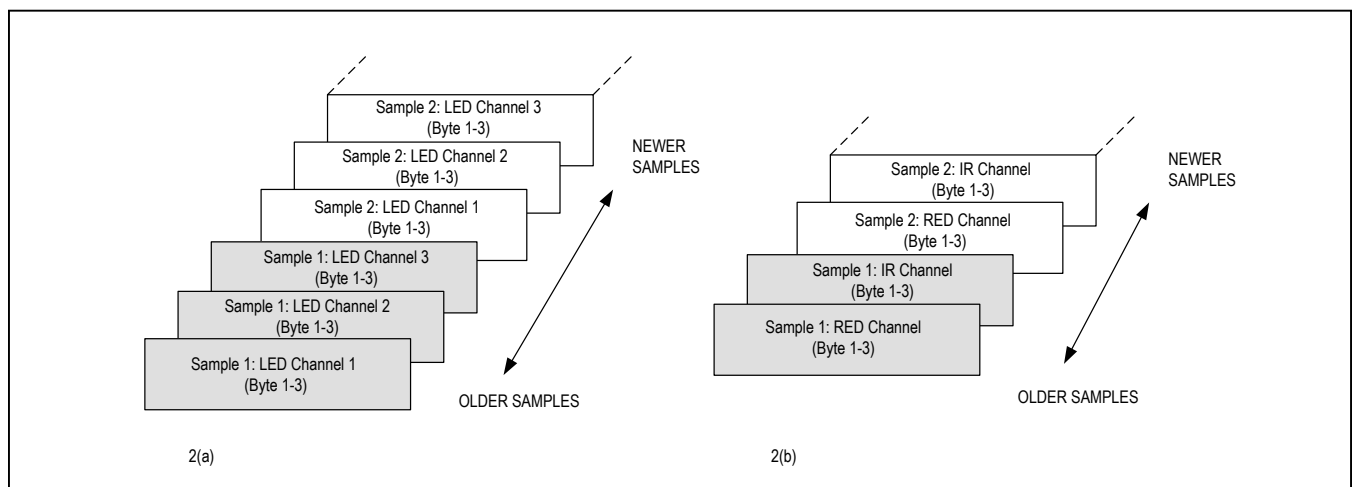 Sample 2: LED Channel 3
(Byte 1-3)
Sample 2: LED Channel 2
(Byte 1-3)
Sample 2: LED Channel 1
(Byte 1-3)
Sample 1: LED Channel 3
(Byte 1-3)
Sample 1: LED Channel 2
(Byte 1-3)
Sample 1: LED Channel 1
(Byte 1-3)
NEWER
SAMPLES
OLDER SAMPLES
2(a)
Sample 2: IR Channel
(Byte 1-3)
Sample 2: RED Channel
(Byte 1-3)
Sample 1: IR Channel
(Byte 1-3)
Sample 1: RED Channel
(Byte 1-3)
NEWER
SAMPLES
OLDER SAMPLES
2(b)